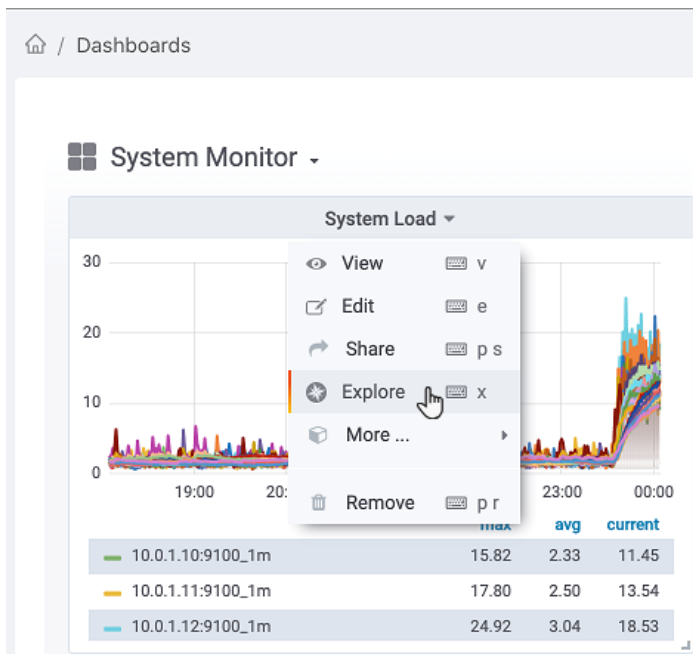 / Dashboards
System Monitor
System Load
View v
Edit e
Share p s
Explore x
More ...
Remove p r
30
20
10
0
19:00 20: 23:00 00:00
max avg current
10.0.1.10:9100_1m 15.82 2.33 11.45
10.0.1.11:9100_1m 17.80 2.50 13.54
10.0.1.12:9100_1m 24.92 3.04 18.53